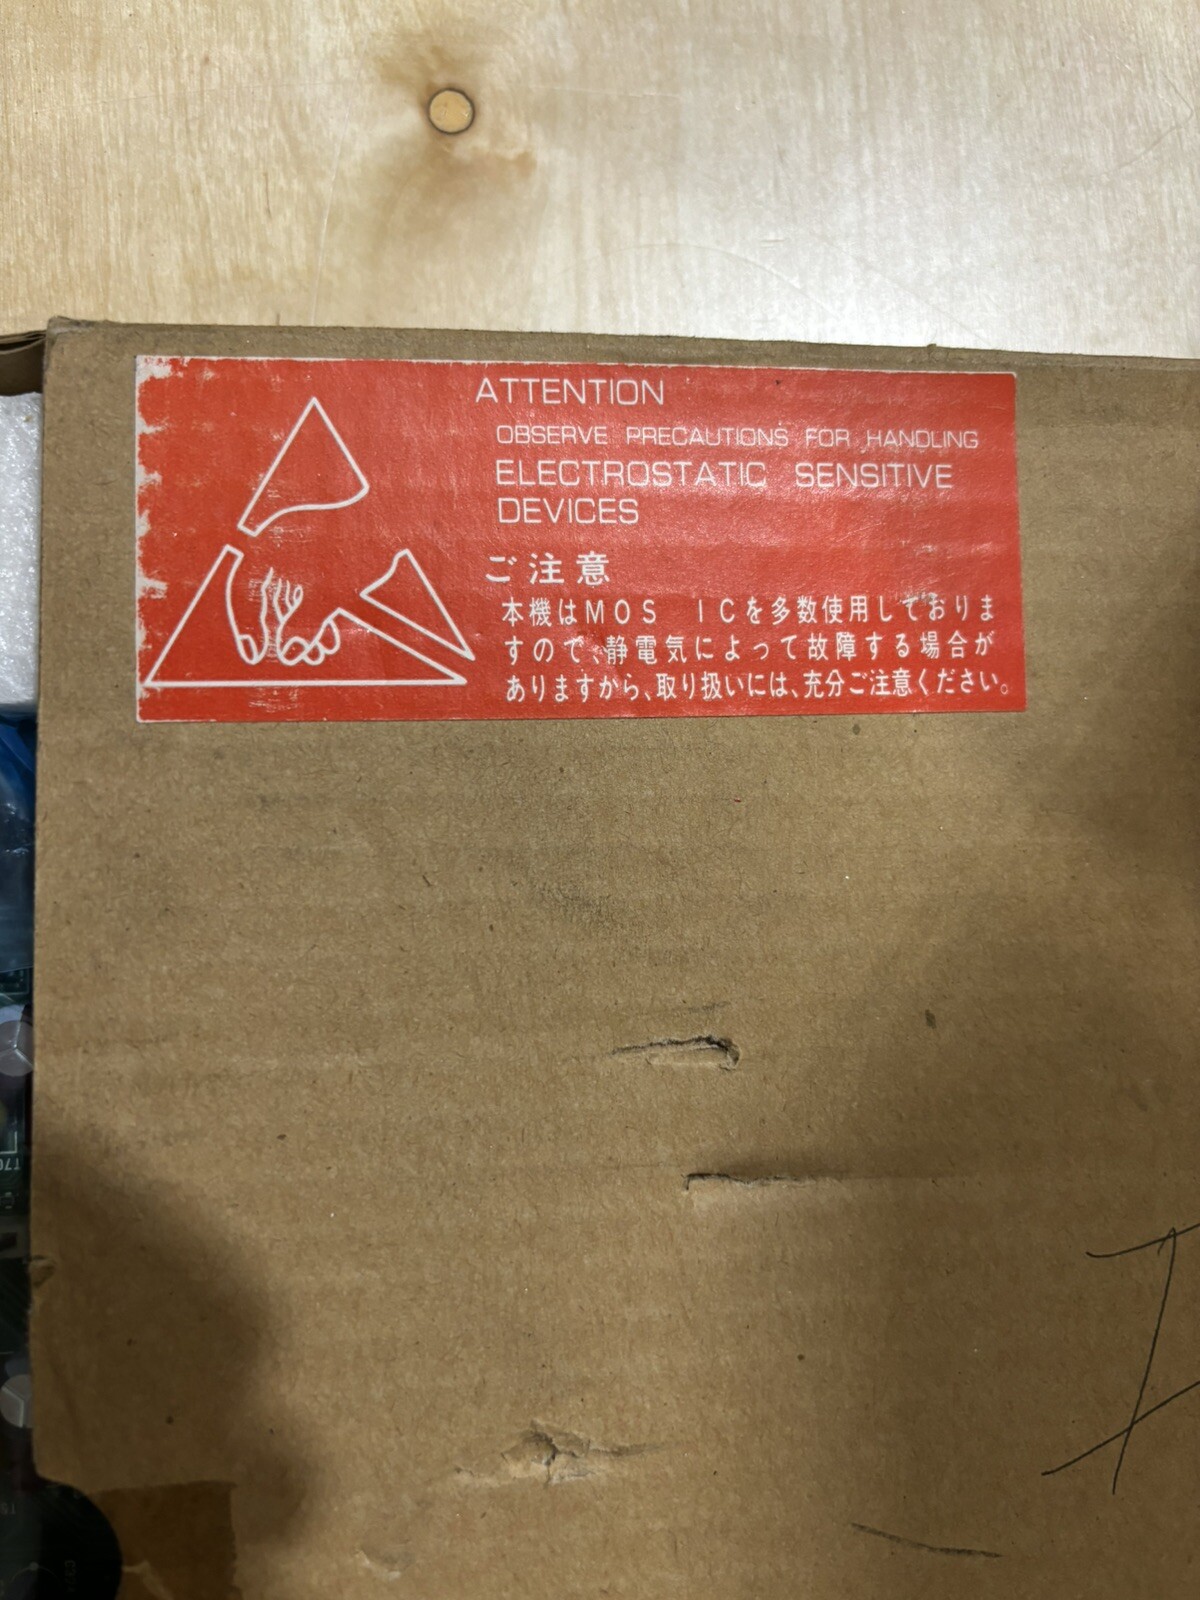 ATTENTION
OBSERVE PRECAUTIONS FOR HANDLING
ELECTROSTATIC SENSITIVE
DEVICES
ご注意
本機はMOS ICを多数使用しておりま
すので、静電気によって故障する場合が
ありますから、取り扱いには、充分ご注意ください。